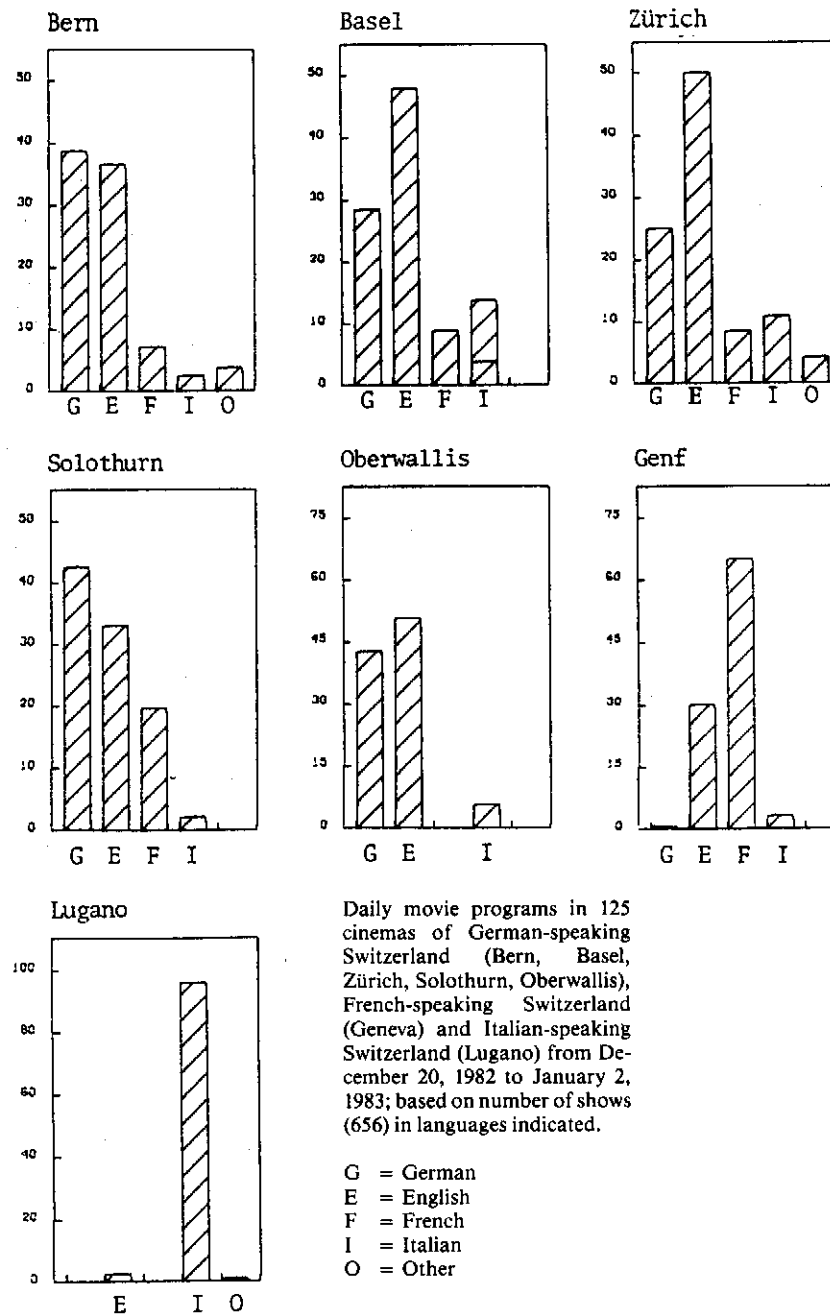 Bern
50
40
30
20
10
0
G E F I O
Basel
50
40
30
20
10
0
G E F I
Zürich
50
40
30
20
10
0
G E F I O
Solothurn
50
40
30
20
10
0
G E F I
Oberwallis
75
60
45
30
15
0
G E I
Genf
75
60
45
30
15
0
G E F I
Lugano
100
80
60
40
20
0
E I O
Daily movie programs in 125
cinemas of German-speaking
Switzerland (Bern, Basel,
Zürich, Solothurn, Oberwallis),
French-speaking Switzerland
(Geneva) and Italian-speaking
Switzerland (Lugano) from De-
cember 20, 1982 to January 2,
1983; based on number of shows
(656) in languages indicated.
G = German
E = English
F = French
I = Italian
O = Other